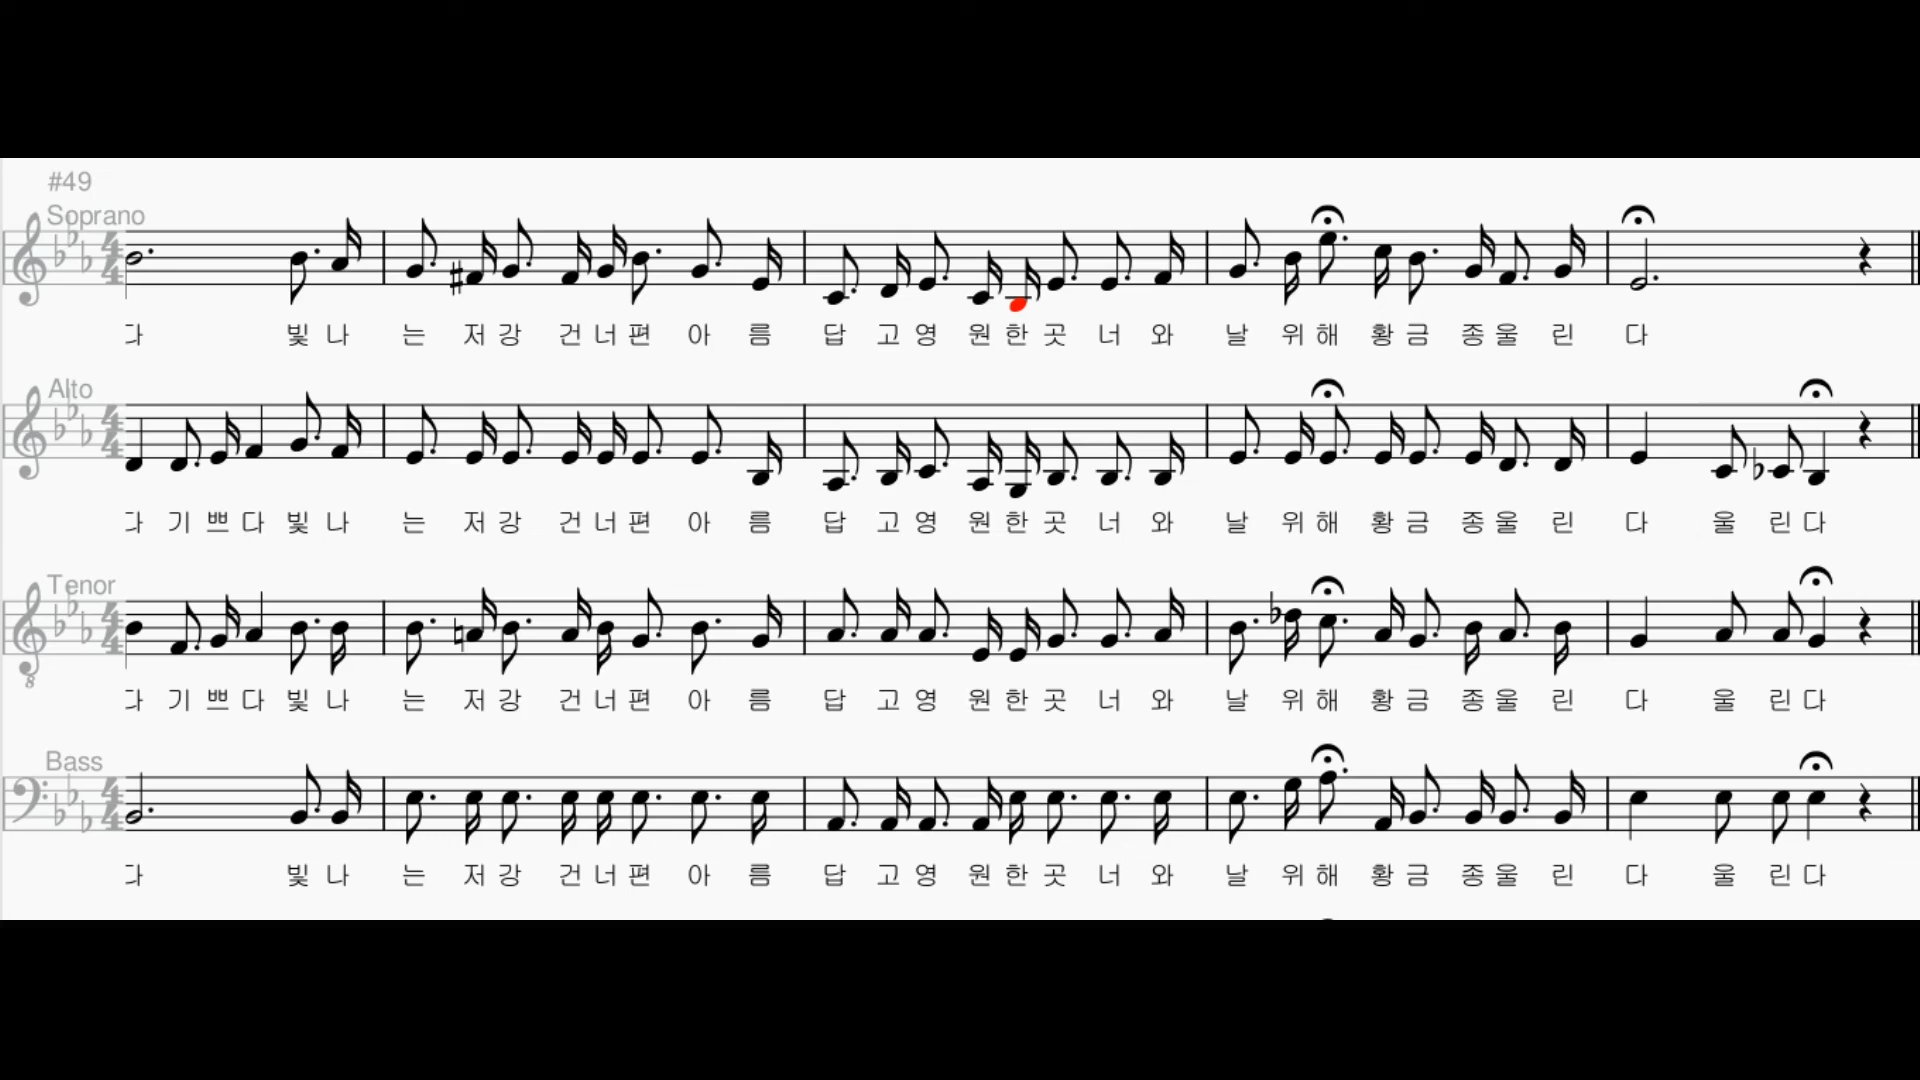 #49
Soprano
빛 나 는 저 강 건 너 편 아 름 답 고 영 원 한 곳 너 와 날 위 해 황 금 종 울 린 다
Alto
기 쁘 다 빛 나 는 저 강 건 너 편 아 름 답 고 영 원 한 곳 너 와 날 위 해 황 금 종 울 린 다 울 린 다
Tenor
기 쁘 다 빛 나 는 저 강 건 너 편 아 름 답 고 영 원 한 곳 너 와 날 위 해 황 금 종 울 린 다 울 린 다
8
Bass
빛 나 는 저 강 건 너 편 아 름 답 고 영 원 한 곳 너 와 날 위 해 황 금 종 울 린 다 울 린 다